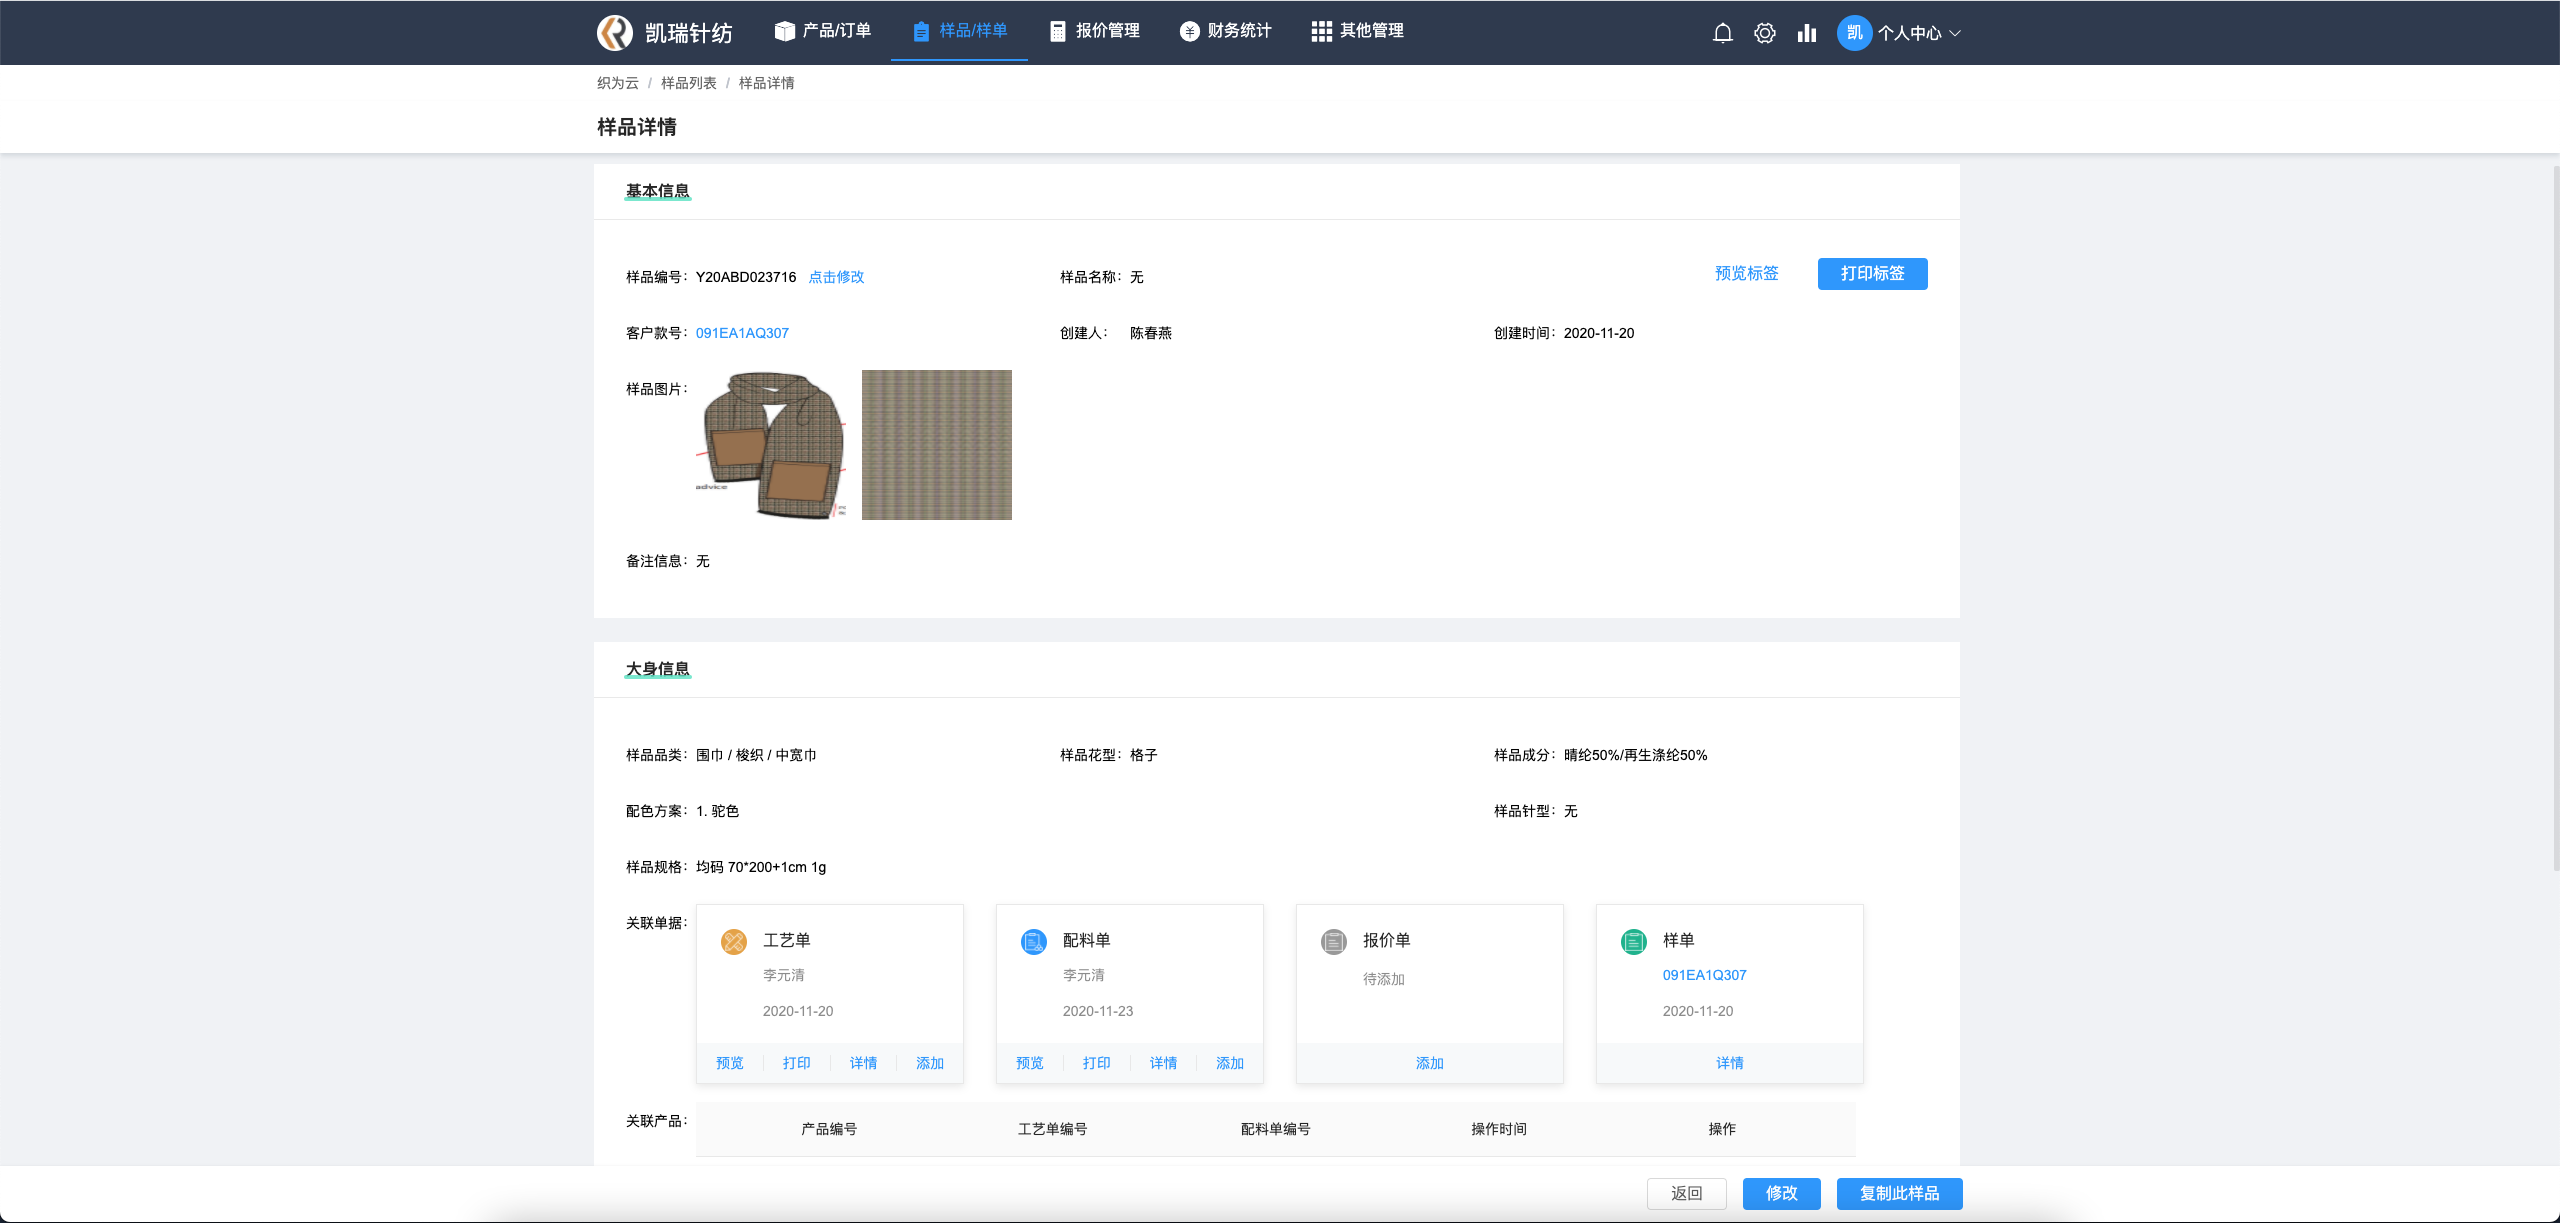 凯瑞针纺 产品/订单 样品/样单 报价管理 财务统计 其他管理 凯 个人中心
织为云 / 样品列表 / 样品详情
样品详情
基本信息
样品编号：Y20ABD023716 点击修改 样品名称：无 预览标签 打印标签
客户款号：091EA1AQ307 创建人： 陈春燕 创建时间：2020-11-20
样品图片：
advice
备注信息：无
大身信息
样品品类：围巾 / 梭织 / 中宽巾 样品花型：格子 样品成分：晴纶50%/再生涤纶50%
配色方案：1. 驼色 样品针型：无
样品规格：均码 70*200+1cm 1g
关联单据： 工艺单 配料单 报价单 样单
李元清 李元清 待添加 091EA1Q307
2020-11-20 2020-11-23 2020-11-20
预览 打印 详情 添加 预览 打印 详情 添加 添加 详情
关联产品： 产品编号 工艺单编号 配料单编号 操作时间 操作
返回 修改 复制此样品